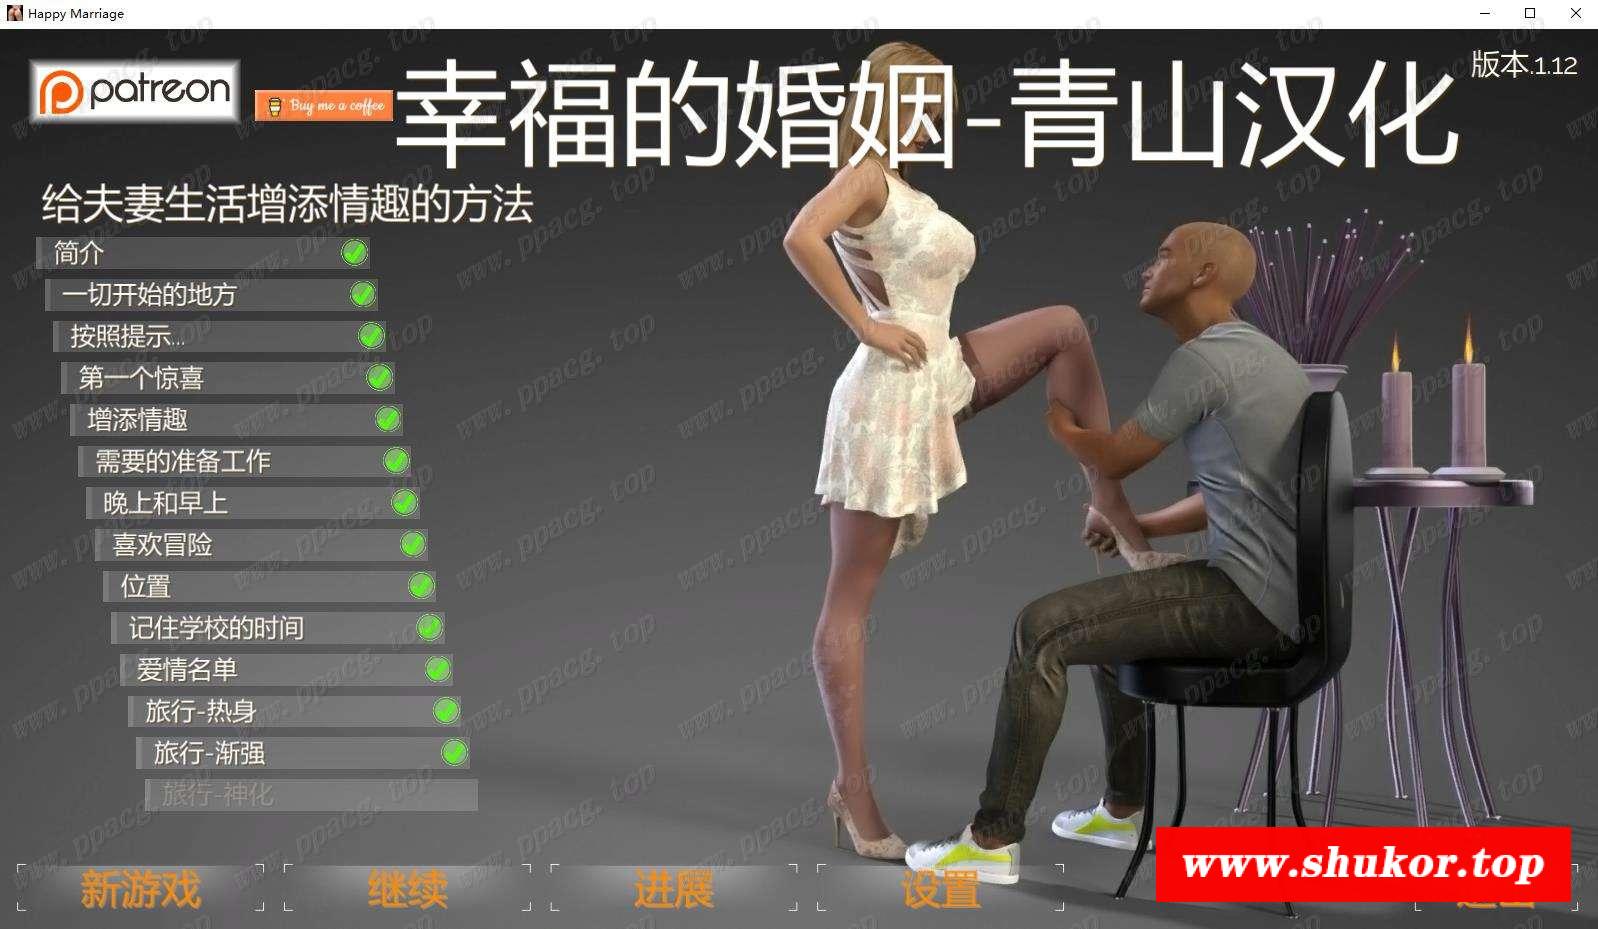 Happy Marriage
patreon
Buy me a coffee
幸福的婚姻-青山汉化
版本.1.12
给夫妻生活增添情趣的方法
简介
一切开始的地方
按照提示...
第一个惊喜
增添情趣
需要的准备工作
晚上和早上
喜欢冒险
位置
记住学校的时间
爱情名单
旅行-热身
旅行-渐强
旅行-神化
新游戏
继续
进展
设置
www.shukor.top
www.ppacg.top